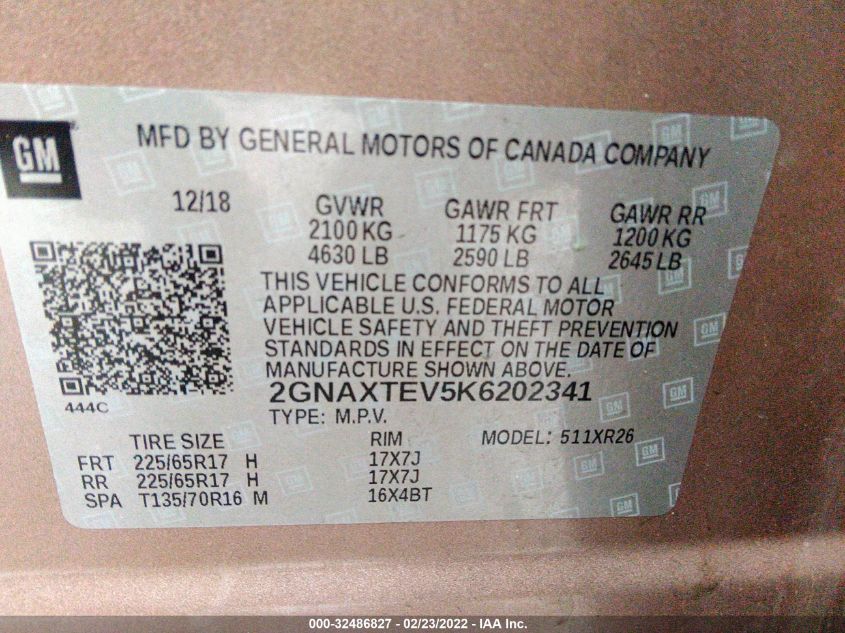 GM
MFD BY GENERAL MOTORS OF CANADA COMPANY
12/18 GVWR GAWR FRT GAWR RR
2100 KG 1175 KG 1200 KG
4630 LB 2590 LB 2645 LB
THIS VEHICLE CONFORMS TO ALL
APPLICABLE U.S. FEDERAL MOTOR
VEHICLE SAFETY AND THEFT PREVENTION
STANDARDS IN EFFECT ON THE DATE OF
MANUFACTURE SHOWN ABOVE.
444C
2GNAXTEV5K6202341
TYPE: M.P.V.
TIRE SIZE RIM MODEL: 511XR26
FRT 225/65R17 H 17X7J
RR 225/65R17 H 17X7J
SPA T135/70R16 M 16X4BT
000-32486827 - 02/23/2022 - IAA Inc.